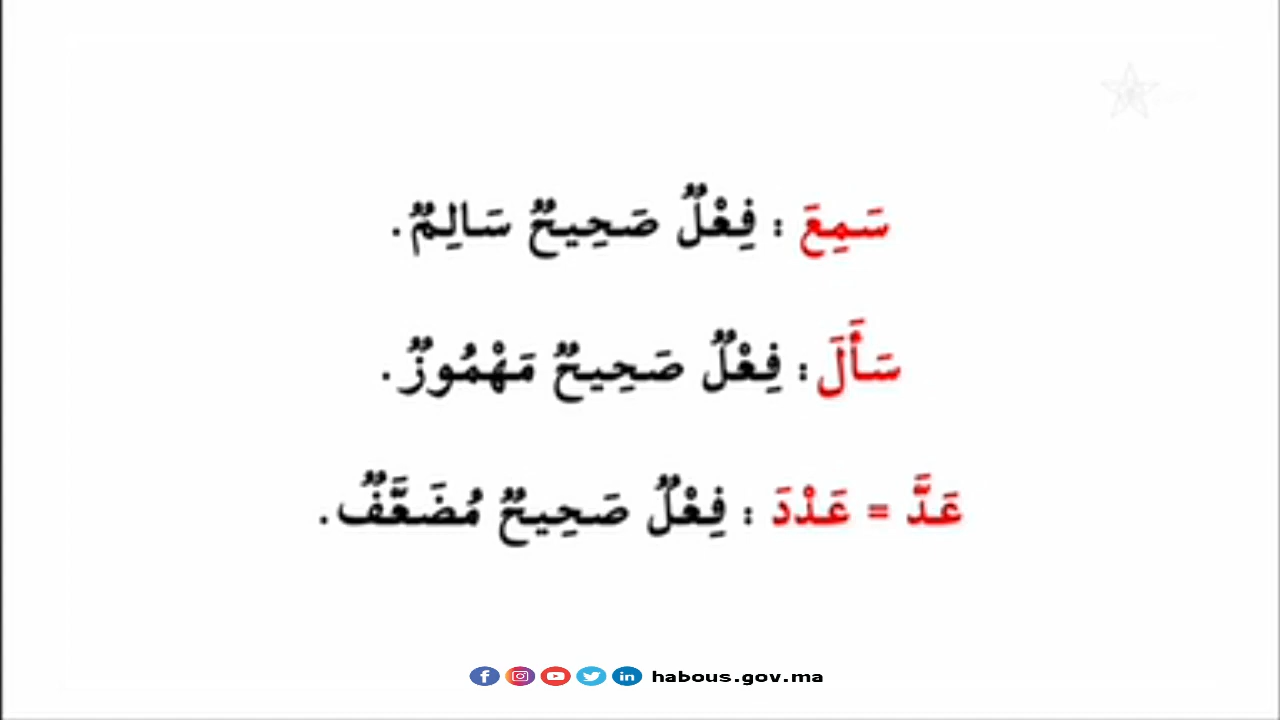 سَمِعَ : فِعْلٌ صَحِيحٌ سَالِمٌ .
سَأَلَ : فِعْلٌ صَحِيحٌ مَهْمُوزٌ .
عَدَّ = عَدْدَ : فِعْلٌ صَحِيحٌ مُضَعَّفٌ .
habous.gov.ma